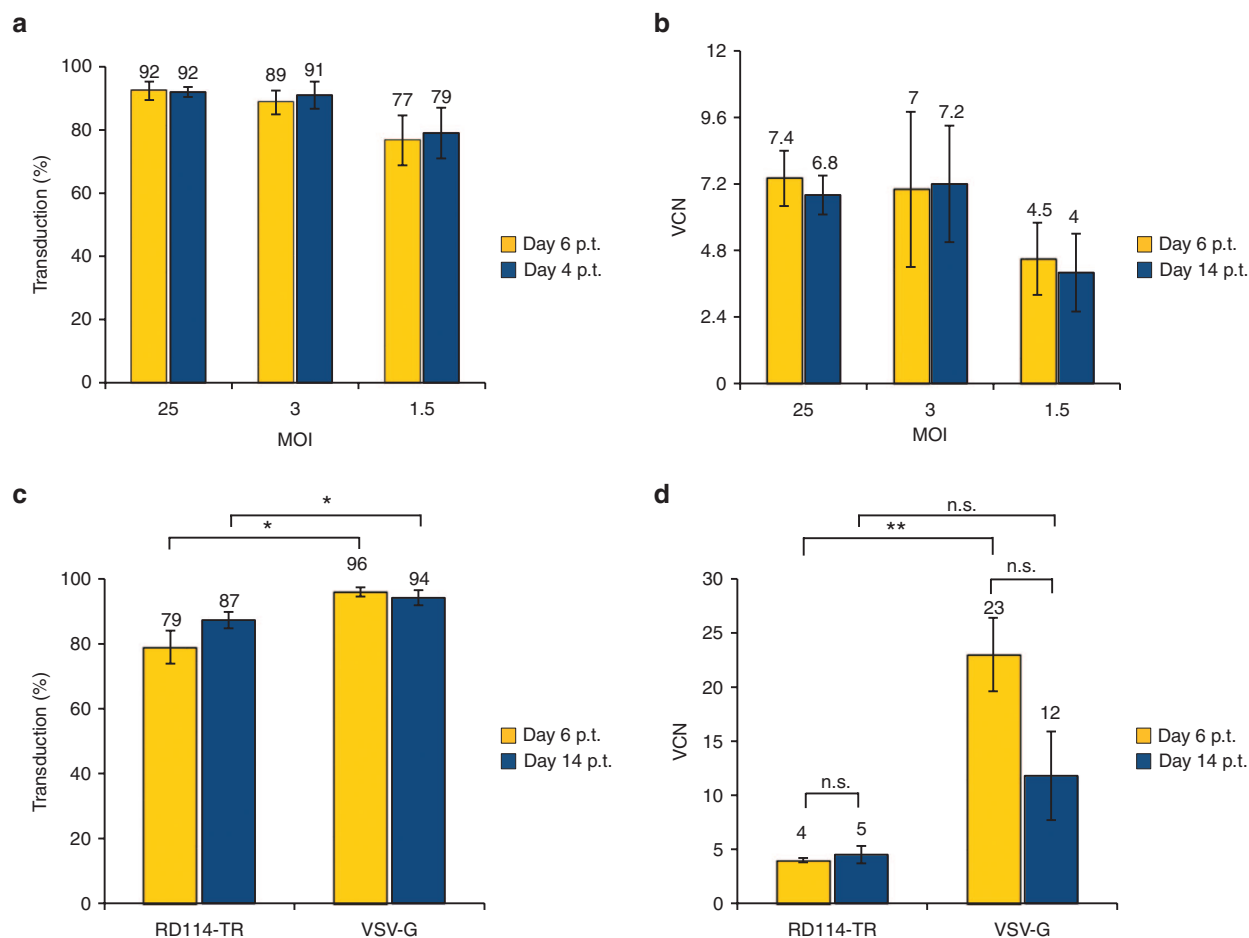 a
100
80
60
40
20
0
Transduction (%)
92 92
89 91
77 79
25 3 1.5
MOI
Day 6 p.t.
Day 4 p.t.
b
12
9.6
7.2
4.8
2.4
0
VCN
7.4 6.8
7 7.2
4.5 4
25 3 1.5
MOI
Day 6 p.t.
Day 14 p.t.
c
*
*
100
80
60
40
20
0
Transduction (%)
79 87
96 94
RD114-TR VSV-G
Day 6 p.t.
Day 14 p.t.
d
n.s.
**
n.s.
n.s.
30
25
20
15
10
5
0
VCN
4 5
23 12
RD114-TR VSV-G
Day 6 p.t.
Day 14 p.t.